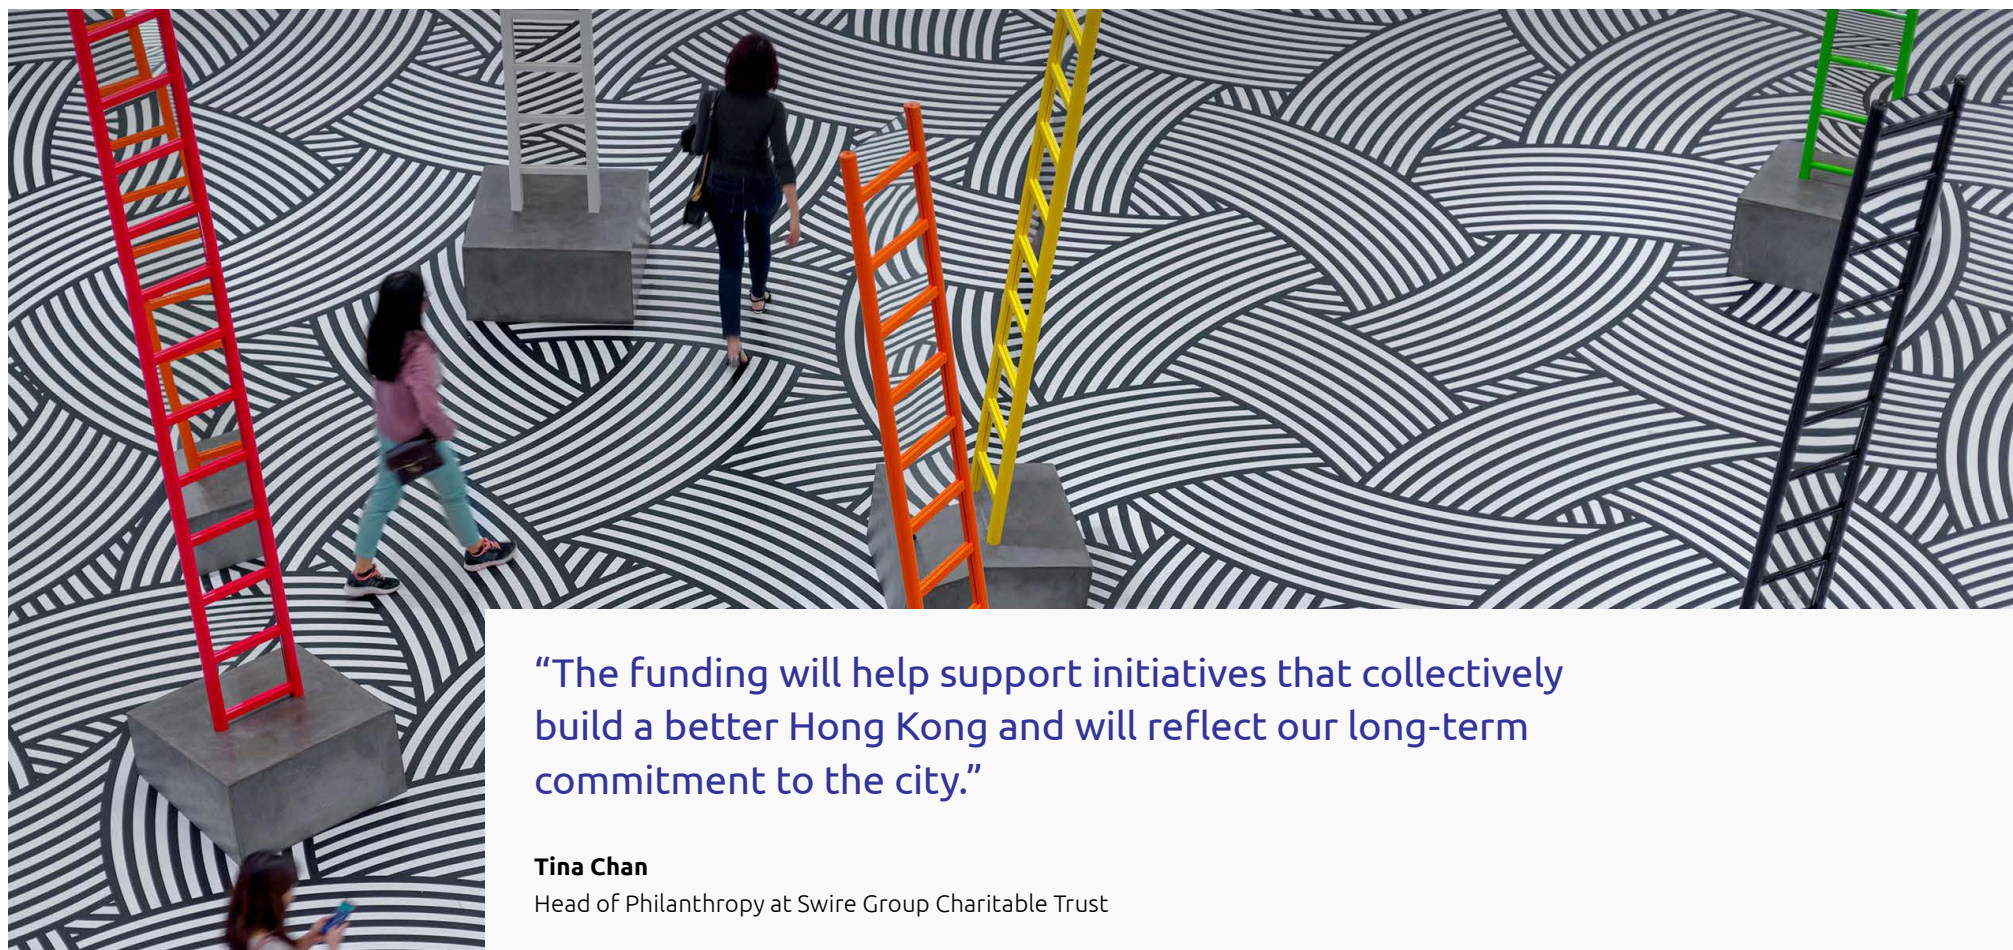 “The funding will help support initiatives that collectively
build a better Hong Kong and will reflect our long-term
commitment to the city.”
Tina Chan
Head of Philanthropy at Swire Group Charitable Trust